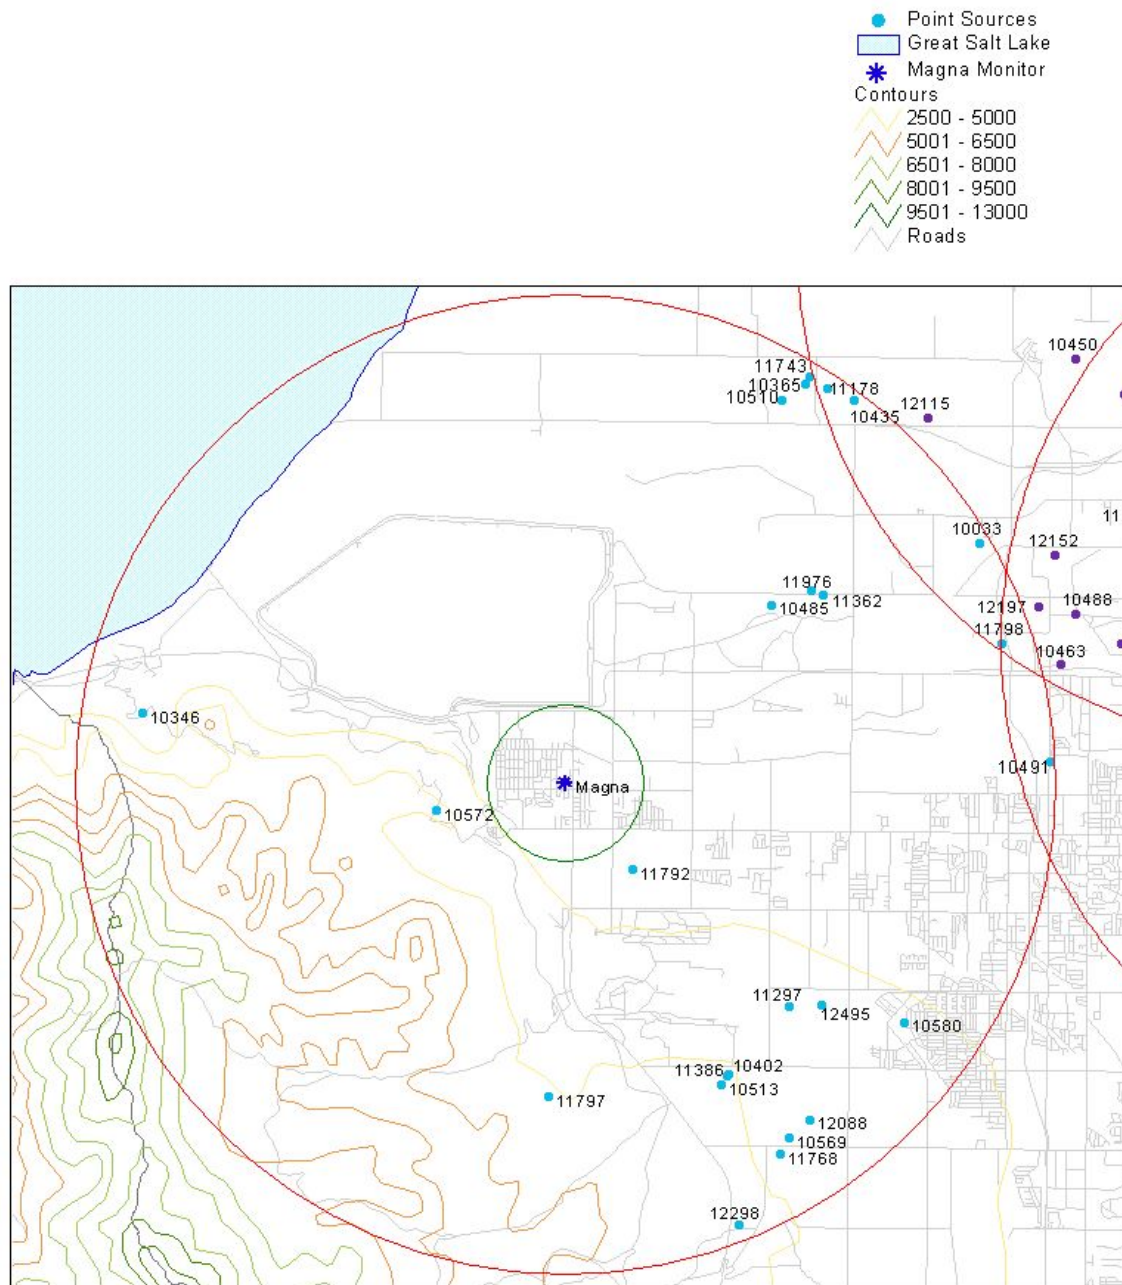 Point Sources
Great Salt Lake
Magna Monitor
Contours
2500 - 5000
5001 - 6500
6501 - 8000
8001 - 9500
9501 - 13000
Roads
10450
11743
10365
11178
10510
12115
10435
11
10033
12152
11976
11362
10485
12197
10488
11798
10463
10346
10491
Magna
10572
11792
11297
12495
10580
10402
11386
10513
11797
12088
10569
11768
12298